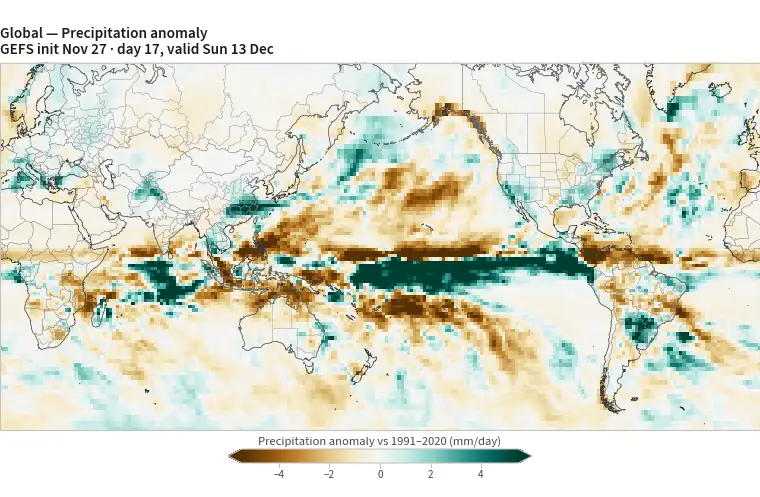 Global — Precipitation anomaly
GEFS init Nov 27 · day 17, valid Sun 13 Dec
Precipitation anomaly vs 1991–2020 (mm/day)
−4 −2 0 2 4